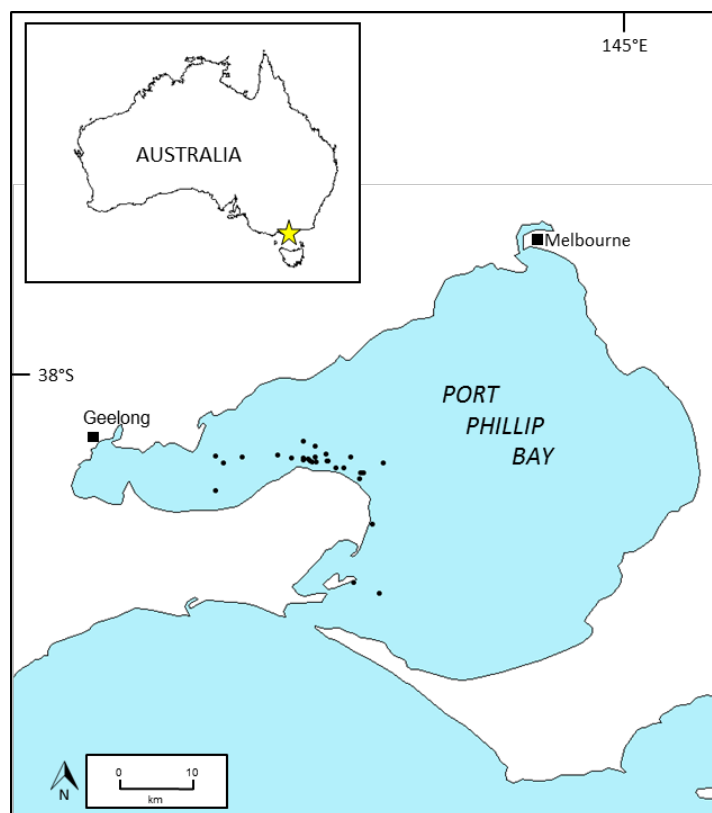 145°E
AUSTRALIA
Melbourne
38°S
PORT
PHILLIP
BAY
Geelong
0 10
km
N